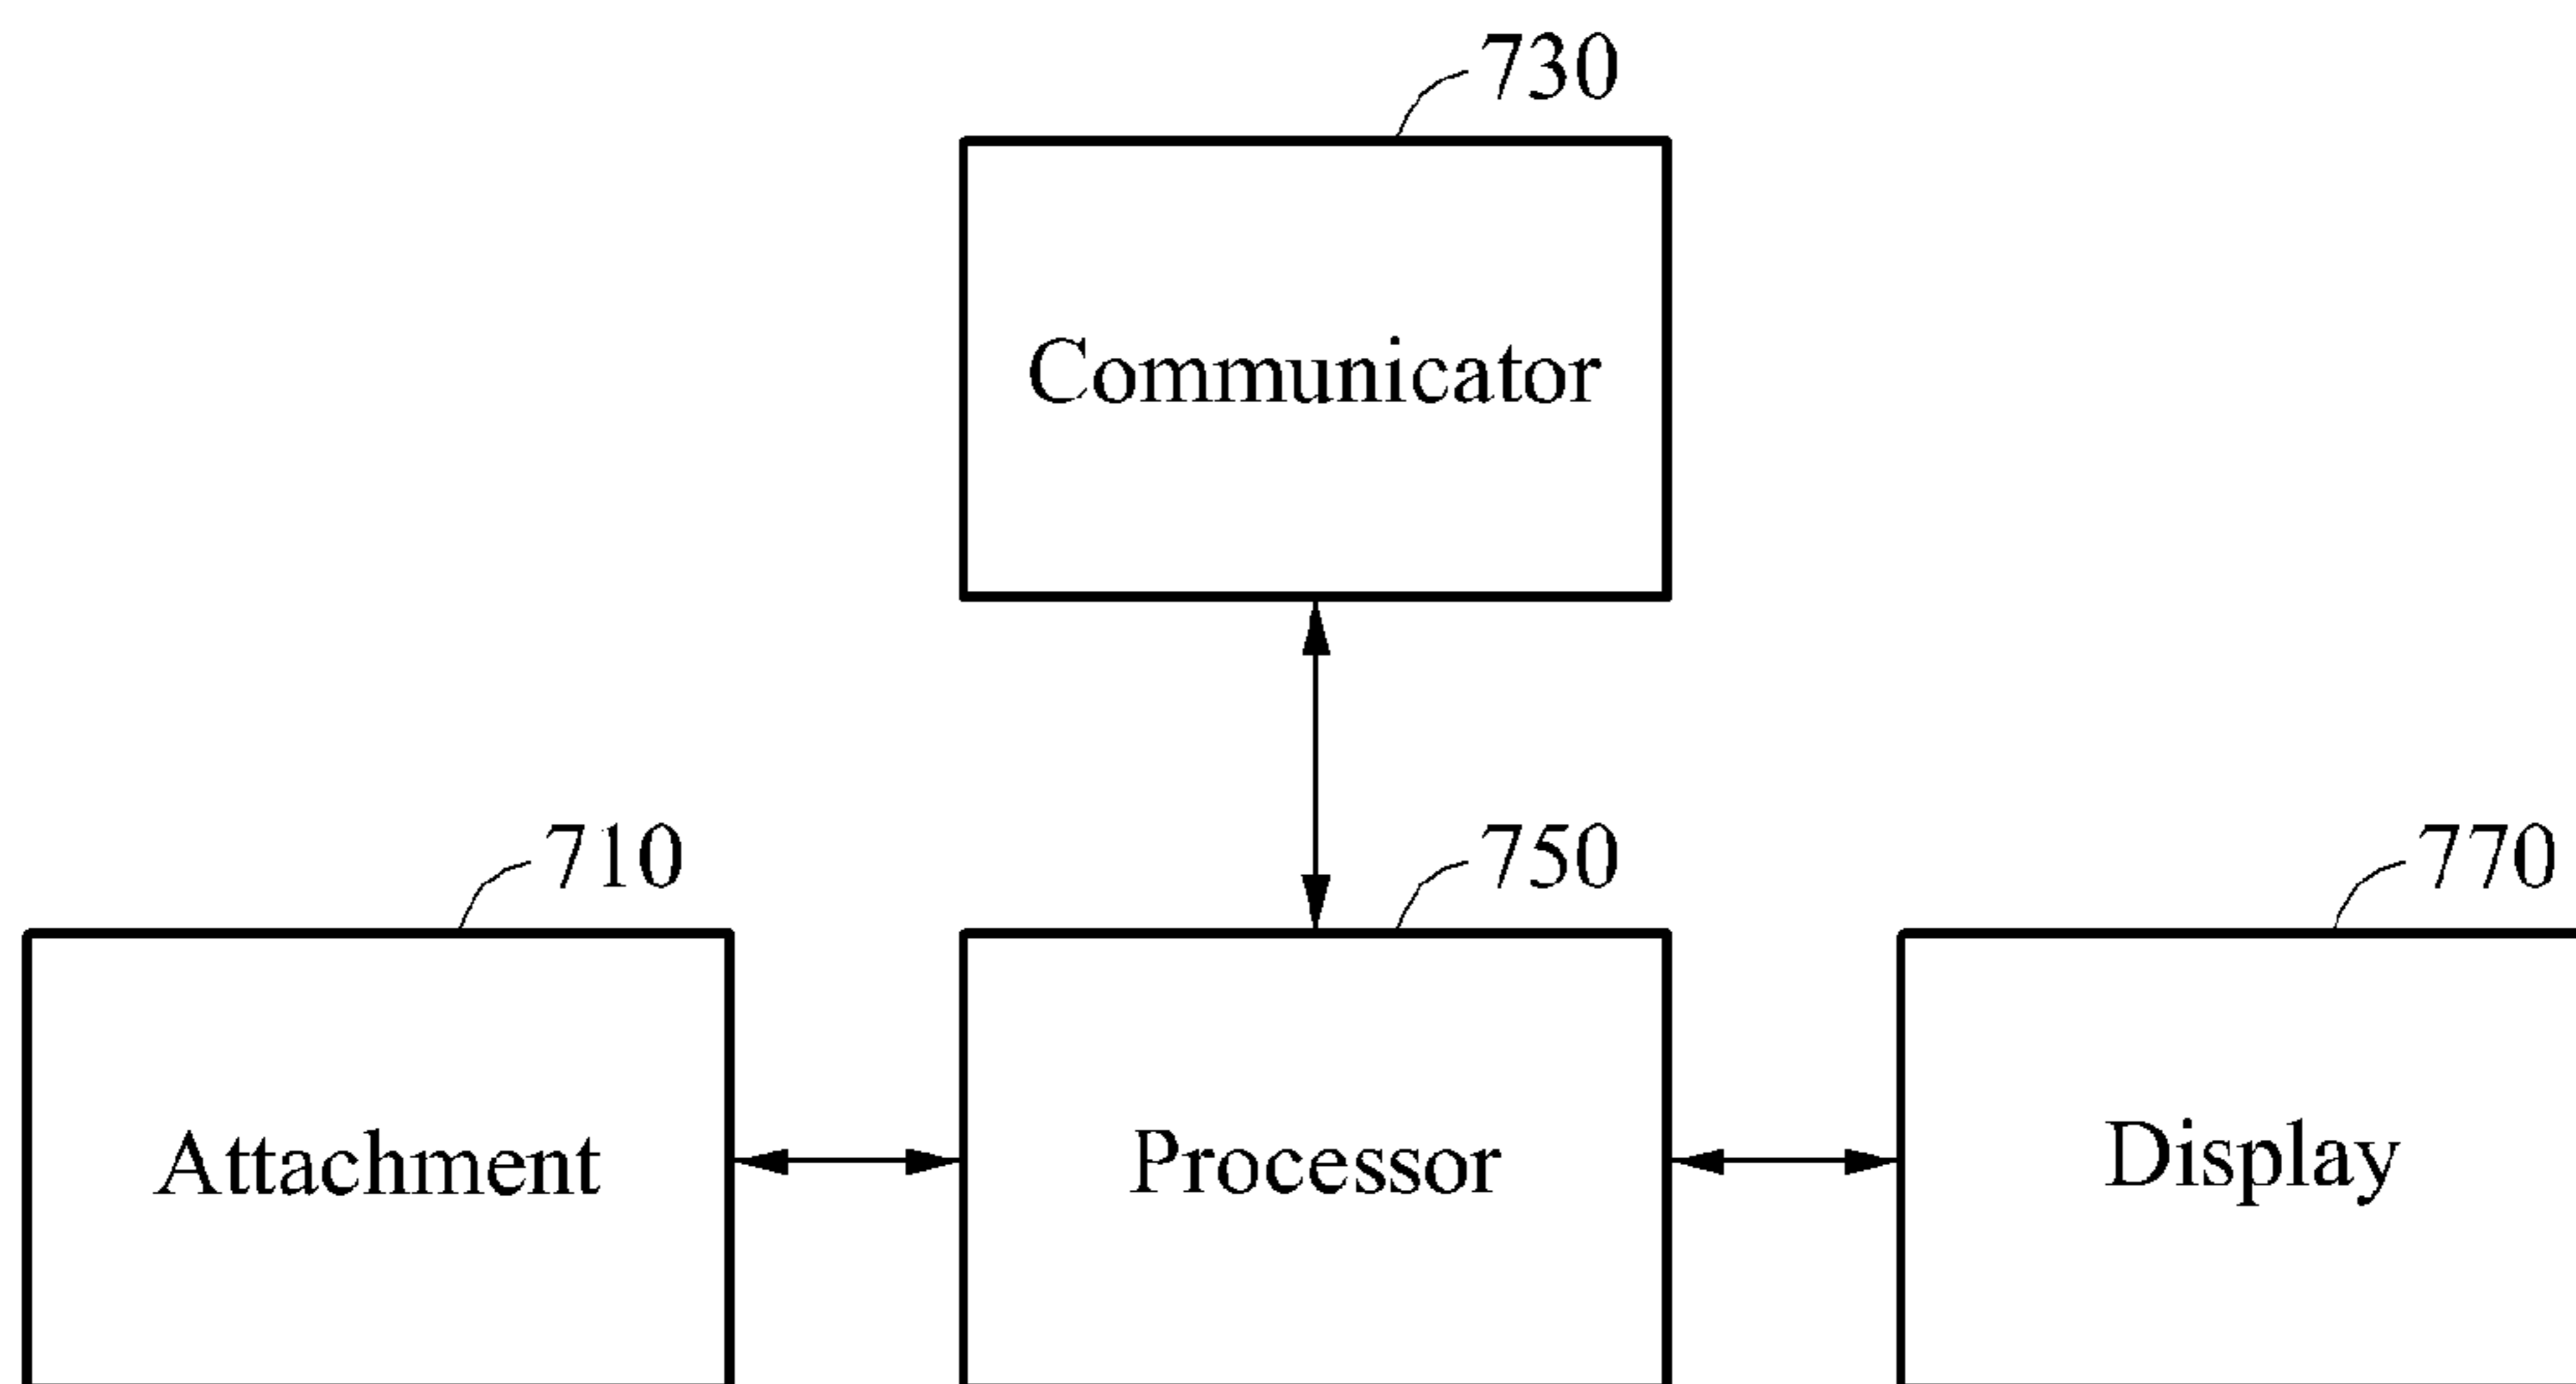 730
Communicator
710
750
770
Attachment
Processor
Display